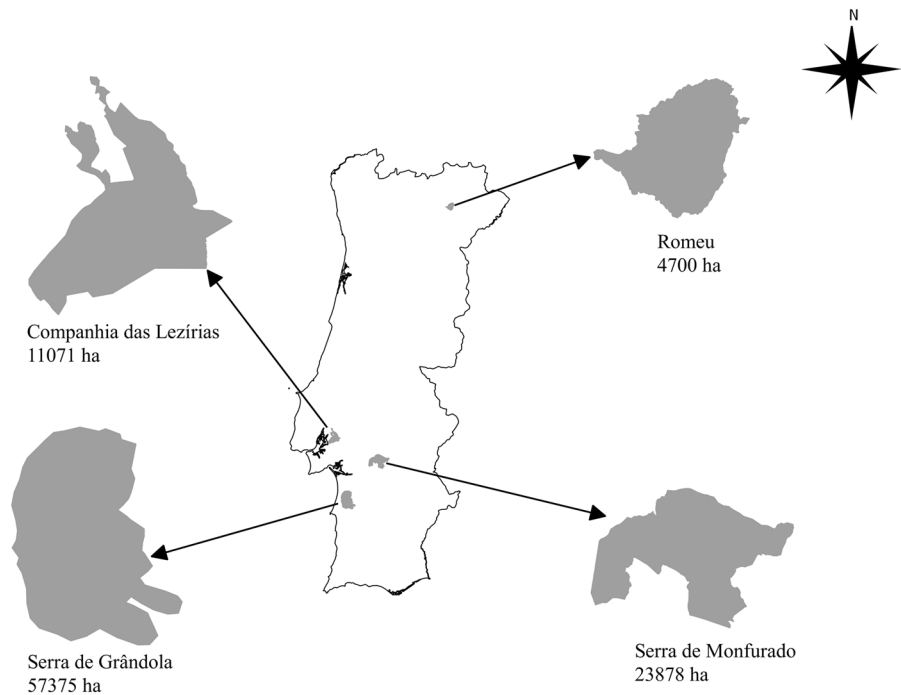 N
Romeu
4700 ha
Companhia das Lezírias
11071 ha
Serra de Grândola
57375 ha
Serra de Monfurado
23878 ha